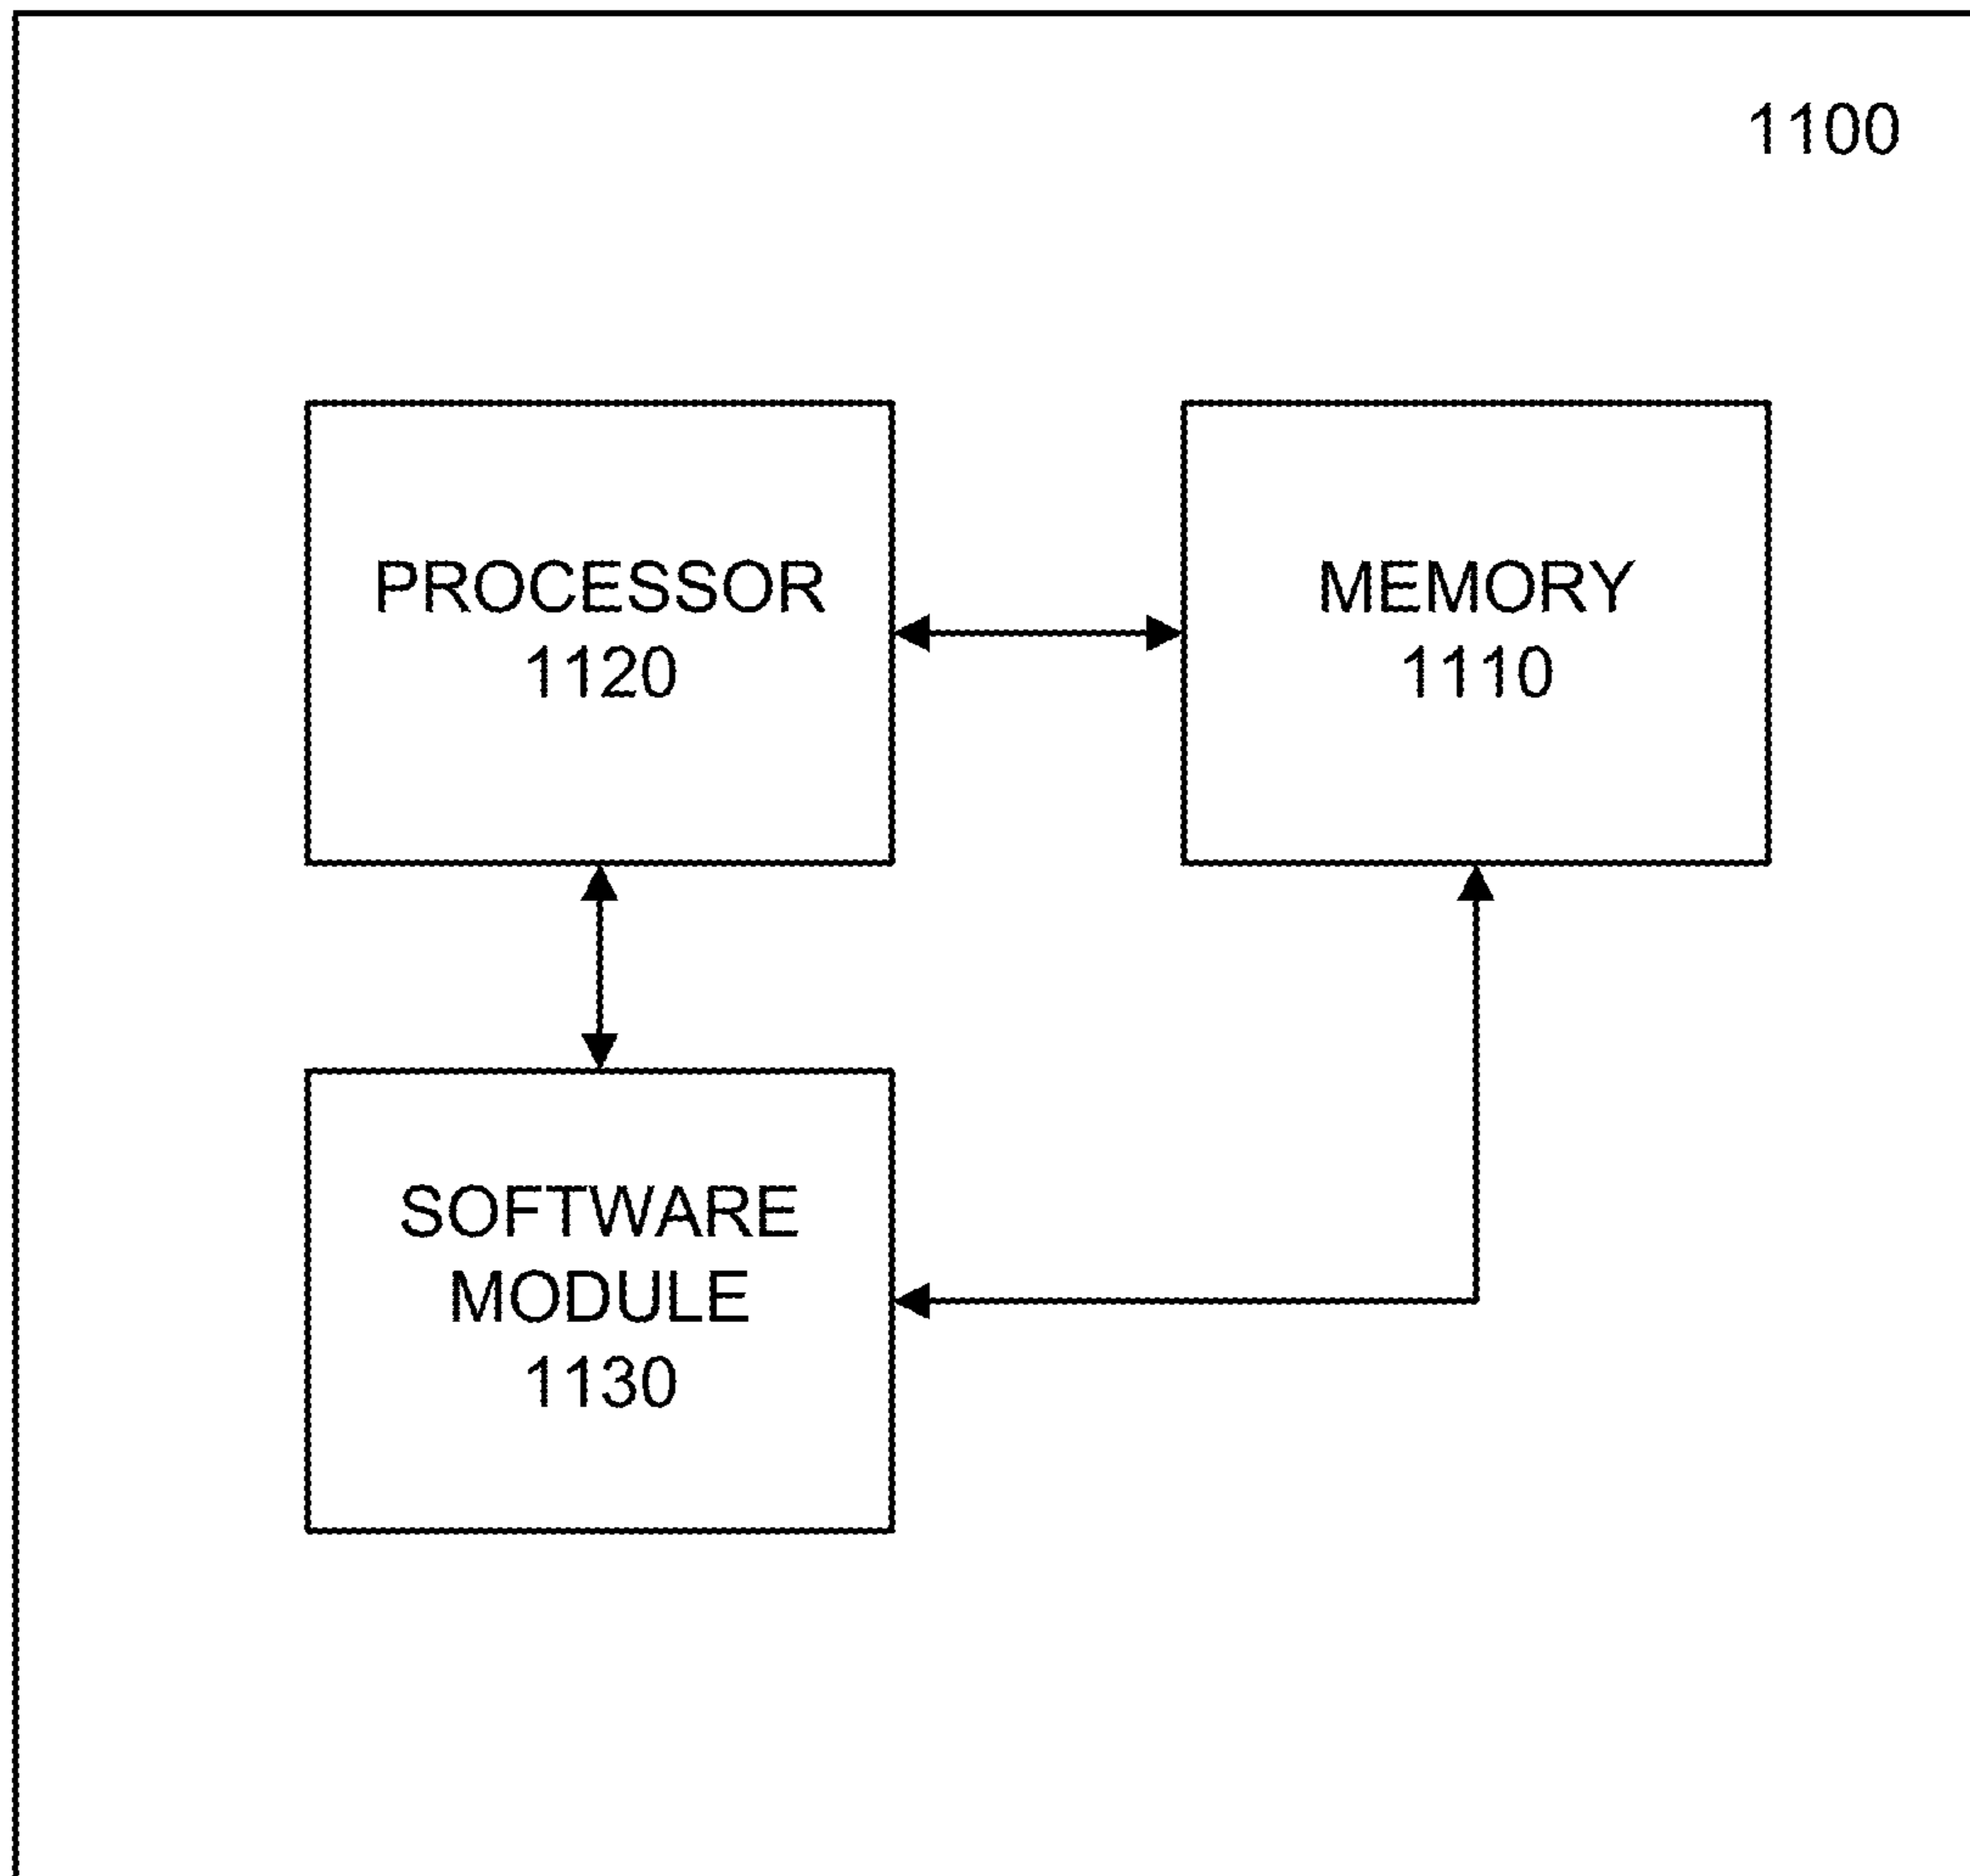 1100
PROCESSOR
1120
MEMORY
1110
SOFTWARE
MODULE
1130